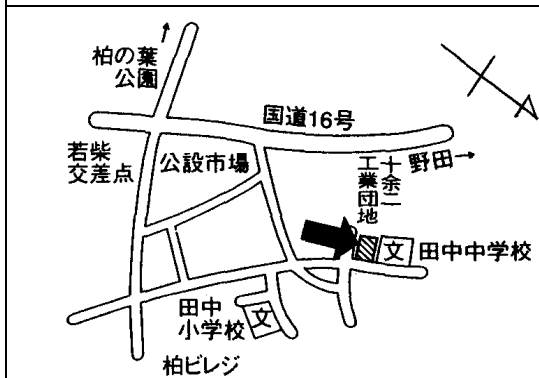 柏の葉
公園
国道16号
若柴
交差点
公設市場
野田→
十余二
工業団地
文
田中中学校
田中
小学校
文
柏ビレジ